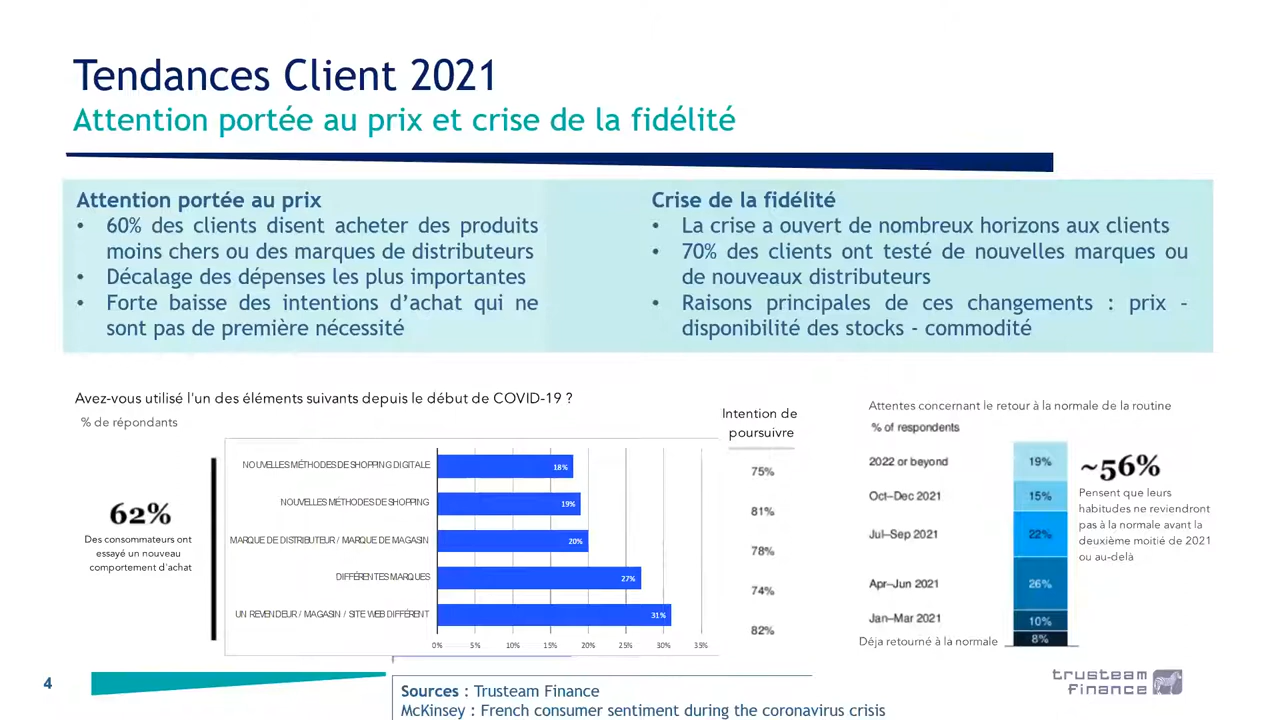 Tendances Client 2021
Attention portée au prix et crise de la fidélité
Attention portée au prix
• 60% des clients disent acheter des produits
moins chers ou des marques de distributeurs
• Décalage des dépenses les plus importantes
• Forte baisse des intentions d’achat qui ne
sont pas de première nécessité
Crise de la fidélité
• La crise a ouvert de nombreux horizons aux clients
• 70% des clients ont testé de nouvelles marques ou
de nouveaux distributeurs
• Raisons principales de ces changements : prix -
disponibilité des stocks - commodité
Avez-vous utilisé l'un des éléments suivants depuis le début de COVID-19 ?
% de répondants
62%
Des consommateurs ont
essayé un nouveau
comportement d'achat
Intention de
poursuivre
NOUVELLES MÉTHODES DE SHOPPING DIGITALE 18% 75%
NOUVELLES MÉTHODES DE SHOPPING 19% 81%
MARQUE DE DISTRIBUTEUR / MARQUE DE MAGASIN 20% 78%
DIFFÉRENTES MARQUES 27% 74%
UN REVENDEUR / MAGASIN / SITE WEB DIFFÉRENT 31% 82%
0% 5% 10% 15% 20% 25% 30% 35%
Attentes concernant le retour à la normale de la routine
% of respondents
2022 or beyond 19%
Oct–Dec 2021 15%
Jul–Sep 2021 22%
Apr–Jun 2021 26%
Jan–Mar 2021 10%
Déja retourné à la normale 8%
~56%
Pensent que leurs
habitudes ne reviendront
pas à la normale avant la
deuxième moitié de 2021
ou au-delà
4
Sources : Trusteam Finance
McKinsey : French consumer sentiment during the coronavirus crisis
trusteam
finance